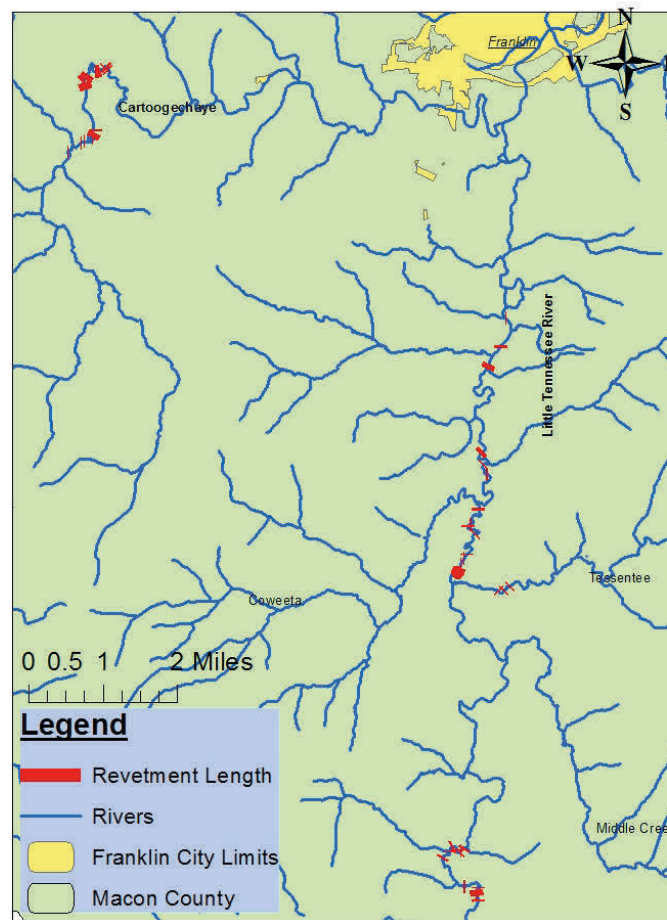 N
Franklin
W
S
Cartoogechaye
Little Tennessee River
Tessentee
Coweeta
0 0.5 1 2 Miles
Legend
Revetment Length
Rivers
Middle Cree
Franklin City Limits
Macon County